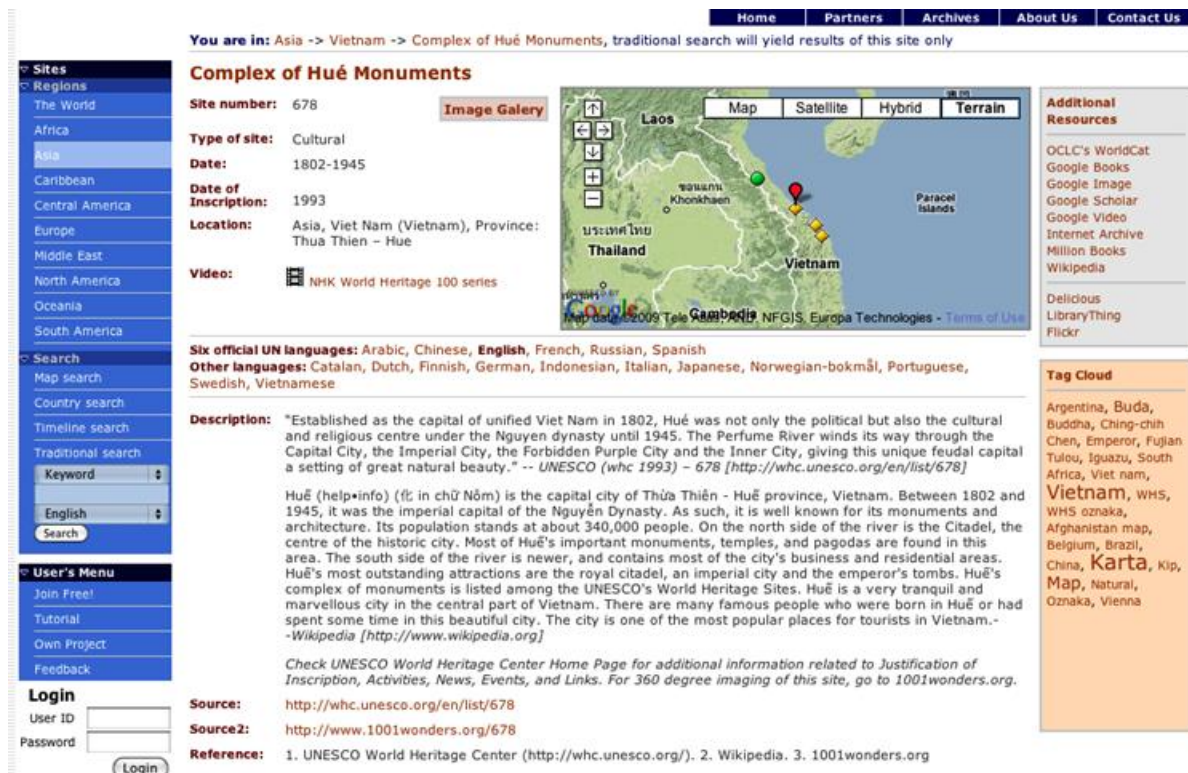 Home Partners Archives About Us Contact Us
You are in: Asia -> Vietnam -> Complex of Hué Monuments, traditional search will yield results of this site only
Sites
Regions
The World
Africa
Asia
Caribbean
Central America
Europe
Middle East
North America
Oceania
South America
Search
Map search
Country search
Timeline search
Traditional search
Keyword
English
Search
User's Menu
Join Free!
Tutorial
Own Project
Feedback
Login
User ID
Password
Login
Complex of Hué Monuments
Site number: 678
Image Galery
Type of site: Cultural
Date: 1802-1945
Date of
Inscription: 1993
Location: Asia, Viet Nam (Vietnam), Province:
Thua Thien – Hue
Video: NHK World Heritage 100 series
Map Satellite Hybrid Terrain
Laos
ขอนแก่น
Khonkhaen
ประเทศไทย
Thailand
Vietnam
Paracel
Islands
Cambodia
Google
Map data ©2009 Tele Atlas, AND, NFGIS, Europa Technologies - Terms of Use
Six official UN languages: Arabic, Chinese, English, French, Russian, Spanish
Other languages: Catalan, Dutch, Finnish, German, Indonesian, Italian, Japanese, Norwegian-bokmål, Portuguese,
Swedish, Vietnamese
Description: "Established as the capital of unified Viet Nam in 1802, Hué was not only the political but also the cultural
and religious centre under the Nguyen dynasty until 1945. The Perfume River winds its way through the
Capital City, the Imperial City, the Forbidden Purple City and the Inner City, giving this unique feudal capital
a setting of great natural beauty." -- UNESCO (whc 1993) – 678 [http://whc.unesco.org/en/list/678]
Huế (help•info) (化 in chữ Nôm) is the capital city of Thừa Thiên - Huế province, Vietnam. Between 1802 and
1945, it was the imperial capital of the Nguyễn Dynasty. As such, it is well known for its monuments and
architecture. Its population stands at about 340,000 people. On the north side of the river is the Citadel, the
centre of the historic city. Most of Huế's important monuments, temples, and pagodas are found in this
area. The south side of the river is newer, and contains most of the city's business and residential areas.
Huế's most outstanding attractions are the royal citadel, an imperial city and the emperor's tombs. Huế's
complex of monuments is listed among the UNESCO's World Heritage Sites. Huế is a very tranquil and
marvellous city in the central part of Vietnam. There are many famous people who were born in Huế or had
spent some time in this beautiful city. The city is one of the most popular places for tourists in Vietnam.-
-Wikipedia [http://www.wikipedia.org]
Check UNESCO World Heritage Center Home Page for additional information related to Justification of
Inscription, Activities, News, Events, and Links. For 360 degree imaging of this site, go to 1001wonders.org.
Source: http://whc.unesco.org/en/list/678
Source2: http://www.1001wonders.org/678
Reference: 1. UNESCO World Heritage Center (http://whc.unesco.org/). 2. Wikipedia. 3. 1001wonders.org
Additional
Resources
OCLC's WorldCat
Google Books
Google Image
Google Scholar
Google Video
Internet Archive
Million Books
Wikipedia
Delicious
LibraryThing
Flickr
Tag Cloud
Argentina, Buda,
Buddha, Ching-chih
Chen, Emperor, Fujian
Tulou, Iguazu, South
Africa, Viet nam,
Vietnam, WHS,
WHS oznaka,
Afghanistan map,
Belgium, Brazil,
China, Karta, Kip,
Map, Natural,
Oznaka, Vienna